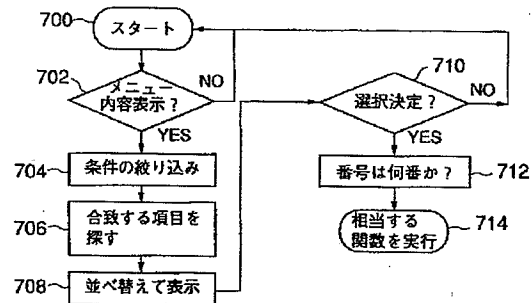 700
スタート
702
メニュー
内容表示？
NO
YES
704
条件の絞り込み
706
合致する項目を
探す
708
並べ替えて表示
710
選択決定？
NO
YES
番号は何番か？
712
相当する
関数を実行
714